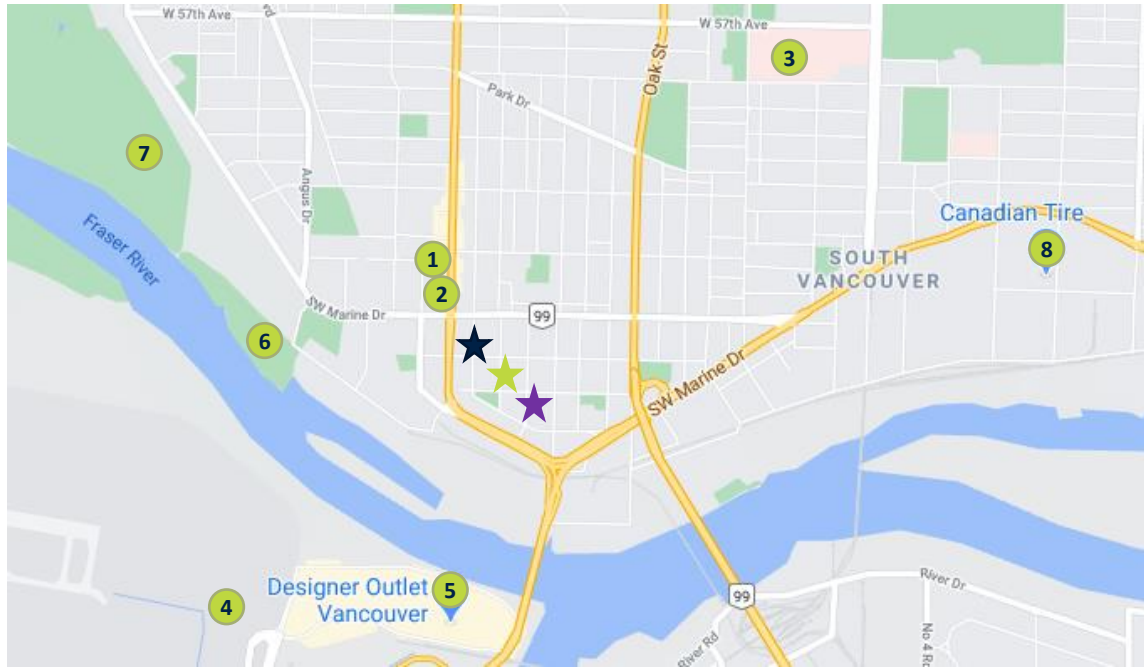 W 57th Ave
W 57th Ave
3
Oak St
Park Dr
7
Angus Dr
Canadian Tire
8
Fraser River
1
SOUTH
VANCOUVER
2
SW Marine Dr
99
6
SW Marine Dr
Designer Outlet
Vancouver
5
4
99
River Dr
River Rd
No 4 Rd